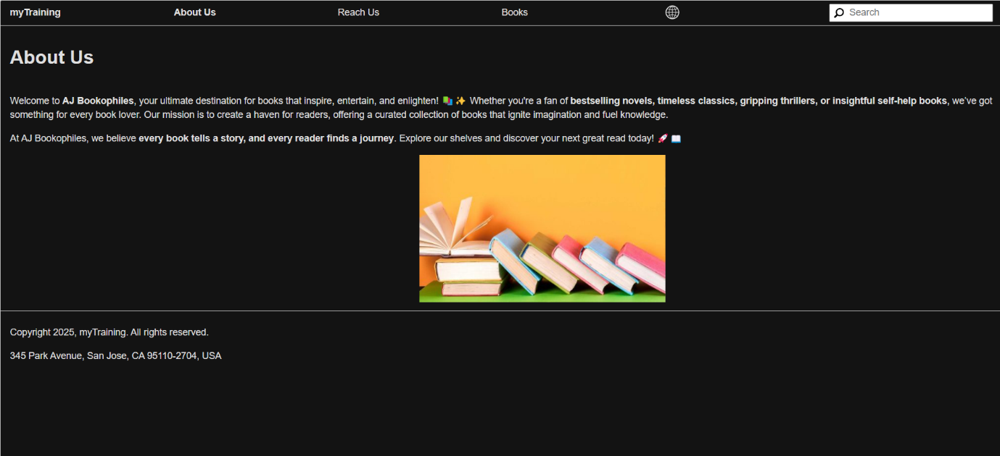 myTraining About Us Reach Us Books Search
About Us
Welcome to AJ Bookophiles, your ultimate destination for books that inspire, entertain, and enlighten! 📚✨ Whether you're a fan of bestselling novels, timeless classics, gripping thrillers, or insightful self-help books, we’ve got
something for every book lover. Our mission is to create a haven for readers, offering a curated collection of books that ignite imagination and fuel knowledge.
At AJ Bookophiles, we believe every book tells a story, and every reader finds a journey. Explore our shelves and discover your next great read today! 🚀📖
Copyright 2025, myTraining. All rights reserved.
345 Park Avenue, San Jose, CA 95110-2704, USA